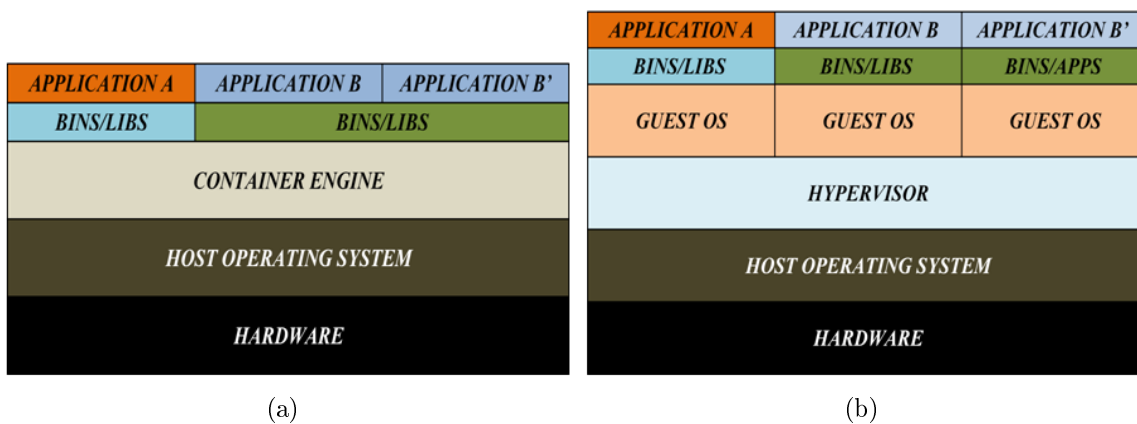 APPLICATION A APPLICATION B APPLICATION B'
BINS/LIBS BINS/LIBS
CONTAINER ENGINE
HOST OPERATING SYSTEM
HARDWARE
(a)
APPLICATION A APPLICATION B APPLICATION B'
BINS/LIBS BINS/LIBS BINS/APPS
GUEST OS GUEST OS GUEST OS
HYPERVISOR
HOST OPERATING SYSTEM
HARDWARE
(b)